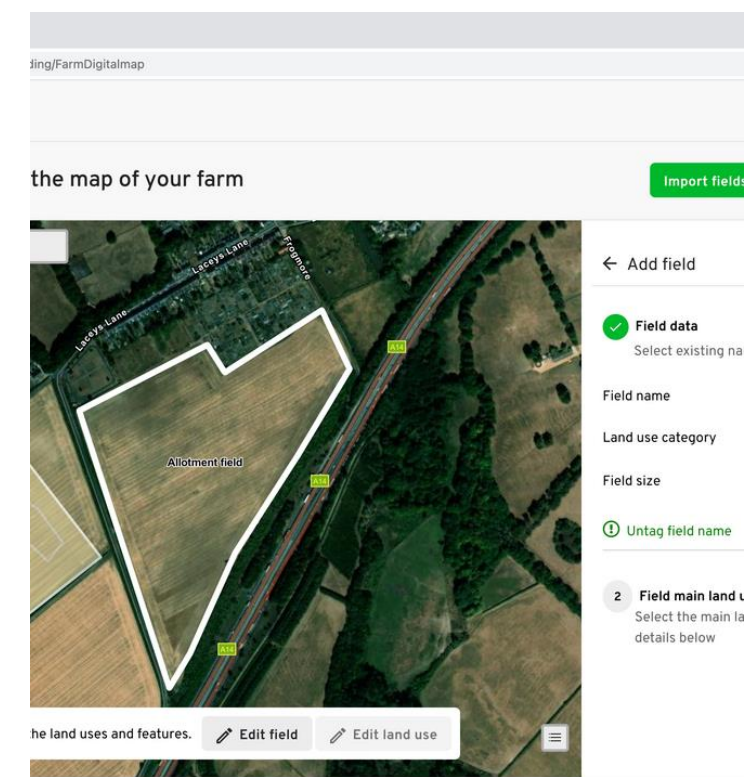 ding/FarmDigitalmap
the map of your farm
Import fields
Laceys Lane
Frogmore
Laceys Lane
A14
Allotment field
A14
A14
← Add field
Field data
Select existing na
Field name
Land use category
Field size
Untag field name
2 Field main land u
Select the main la
details below
the land uses and features.
Edit field
Edit land use